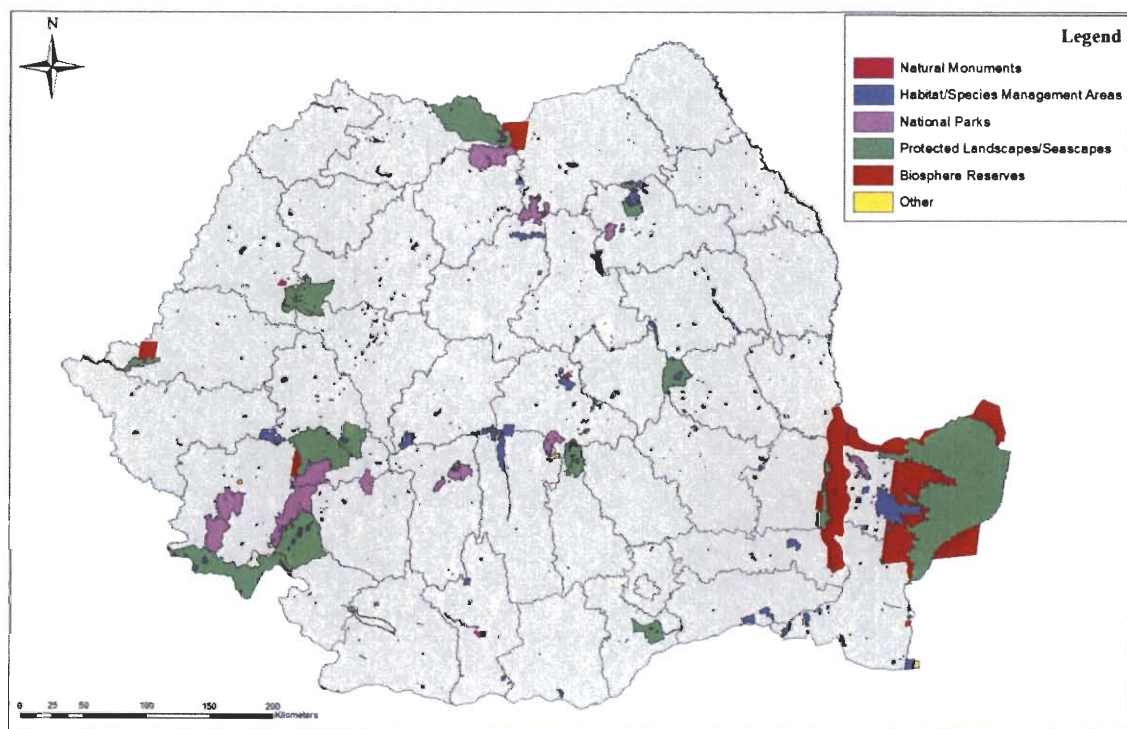 N
Legend
Natural Monuments
Habitat/Species Management Areas
National Parks
Protected Landscapes/Seascapes
Biosphere Reserves
Other
0 25 50 100 150 200
Kilometers